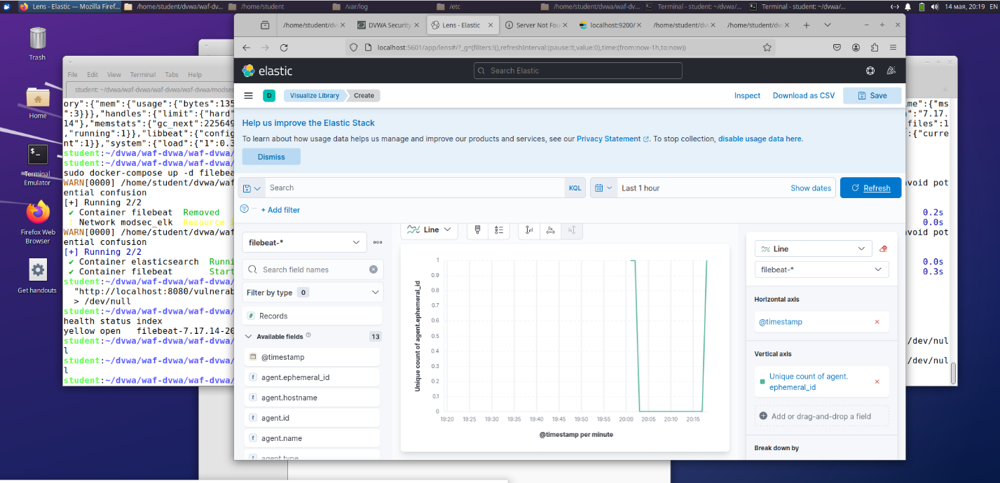 Lens - Elastic — Mozilla Firef...
/home/student/dvwa/waf-dv...
/home/student
/var/log
/etc
/home/student/dvwa/waf-dv...
Terminal - student: ~/dvwa/...
Terminal - student: ~/dvwa/...
14 мая, 20:19 EN
Trash
Home
Terminal
Emulator
Firefox Web
Browser
Get handouts
File Edit View Terminal Tabs Help
student: ~/dvwa/waf-dvwa/waf-dvwa/waf-dvwa/modsec
ory":{"mem":{"usage":{"bytes":135
":3}}},"handles":{"limit":{"hard"
14"},"memstats":{"gc_next":225649
,"running":1}},"libbeat":{"config
nt":1}},"system":{"load":{"1":0.3
student:~/dvwa/waf-dvwa/waf-dvwa/
student:~/dvwa/waf-dvwa/waf-dvwa/
sudo docker-compose up -d filebea
WARN[0000] /home/student/dvwa/waf
ential confusion
[+] Running 2/2
✔ Container filebeat Removed
! Network modsec_elk Resource s
WARN[0000] /home/student/dvwa/waf
ential confusion
[+] Running 2/2
✔ Container elasticsearch Runni
✔ Container filebeat Start
student:~/dvwa/waf-dvwa/waf-dvwa/
"http://localhost:8080/vulnerab
> /dev/null
student:~/dvwa/waf-dvwa/waf-dvwa/
health status index
yellow open filebeat-7.17.14-20
student:~/dvwa/waf-dvwa/waf-dvwa/
l
student:~/dvwa/waf-dvwa/waf-dvwa/
l
student:~/dvwa/waf-dvwa/waf-dvwa/
me":{"ms
":"7.17.
files":1
{"curre
void pot
0.2s
0.0s
void pot
0.0s
0.3s
/dev/nul
/dev/nul
/home/student/dv
DVWA Security
Lens - Elastic
Server Not Fou
localhost:9200/
/home/student/dv
/home/student/dv
localhost:5601/app/lens#/?_g=(filters:!(),refreshInterval:(pause:!t,value:0),time:(from:now-1h,to:now))
elastic
Search Elastic
D
Visualize Library
Create
Inspect
Download as CSV
Save
Help us improve the Elastic Stack
To learn about how usage data helps us manage and improve our products and services, see our Privacy Statement. To stop collection, disable usage data here.
Dismiss
Search
KQL
Last 1 hour
Show dates
Refresh
+ Add filter
filebeat-*
Search field names
Filter by type 0
Records
Available fields 13
@timestamp
agent.ephemeral_id
agent.hostname
agent.id
agent.name
agent.type
Line
Unique count of agent.ephemeral_id
1
0.9
0.8
0.7
0.6
0.5
0.4
0.3
0.2
0.1
0
19:20 19:25 19:30 19:35 19:40 19:45 19:50 19:55 20:00 20:05 20:10 20:15
@timestamp per minute
Line
filebeat-*
Horizontal axis
@timestamp
Vertical axis
Unique count of agent.
ephemeral_id
Add or drag-and-drop a field
Break down by